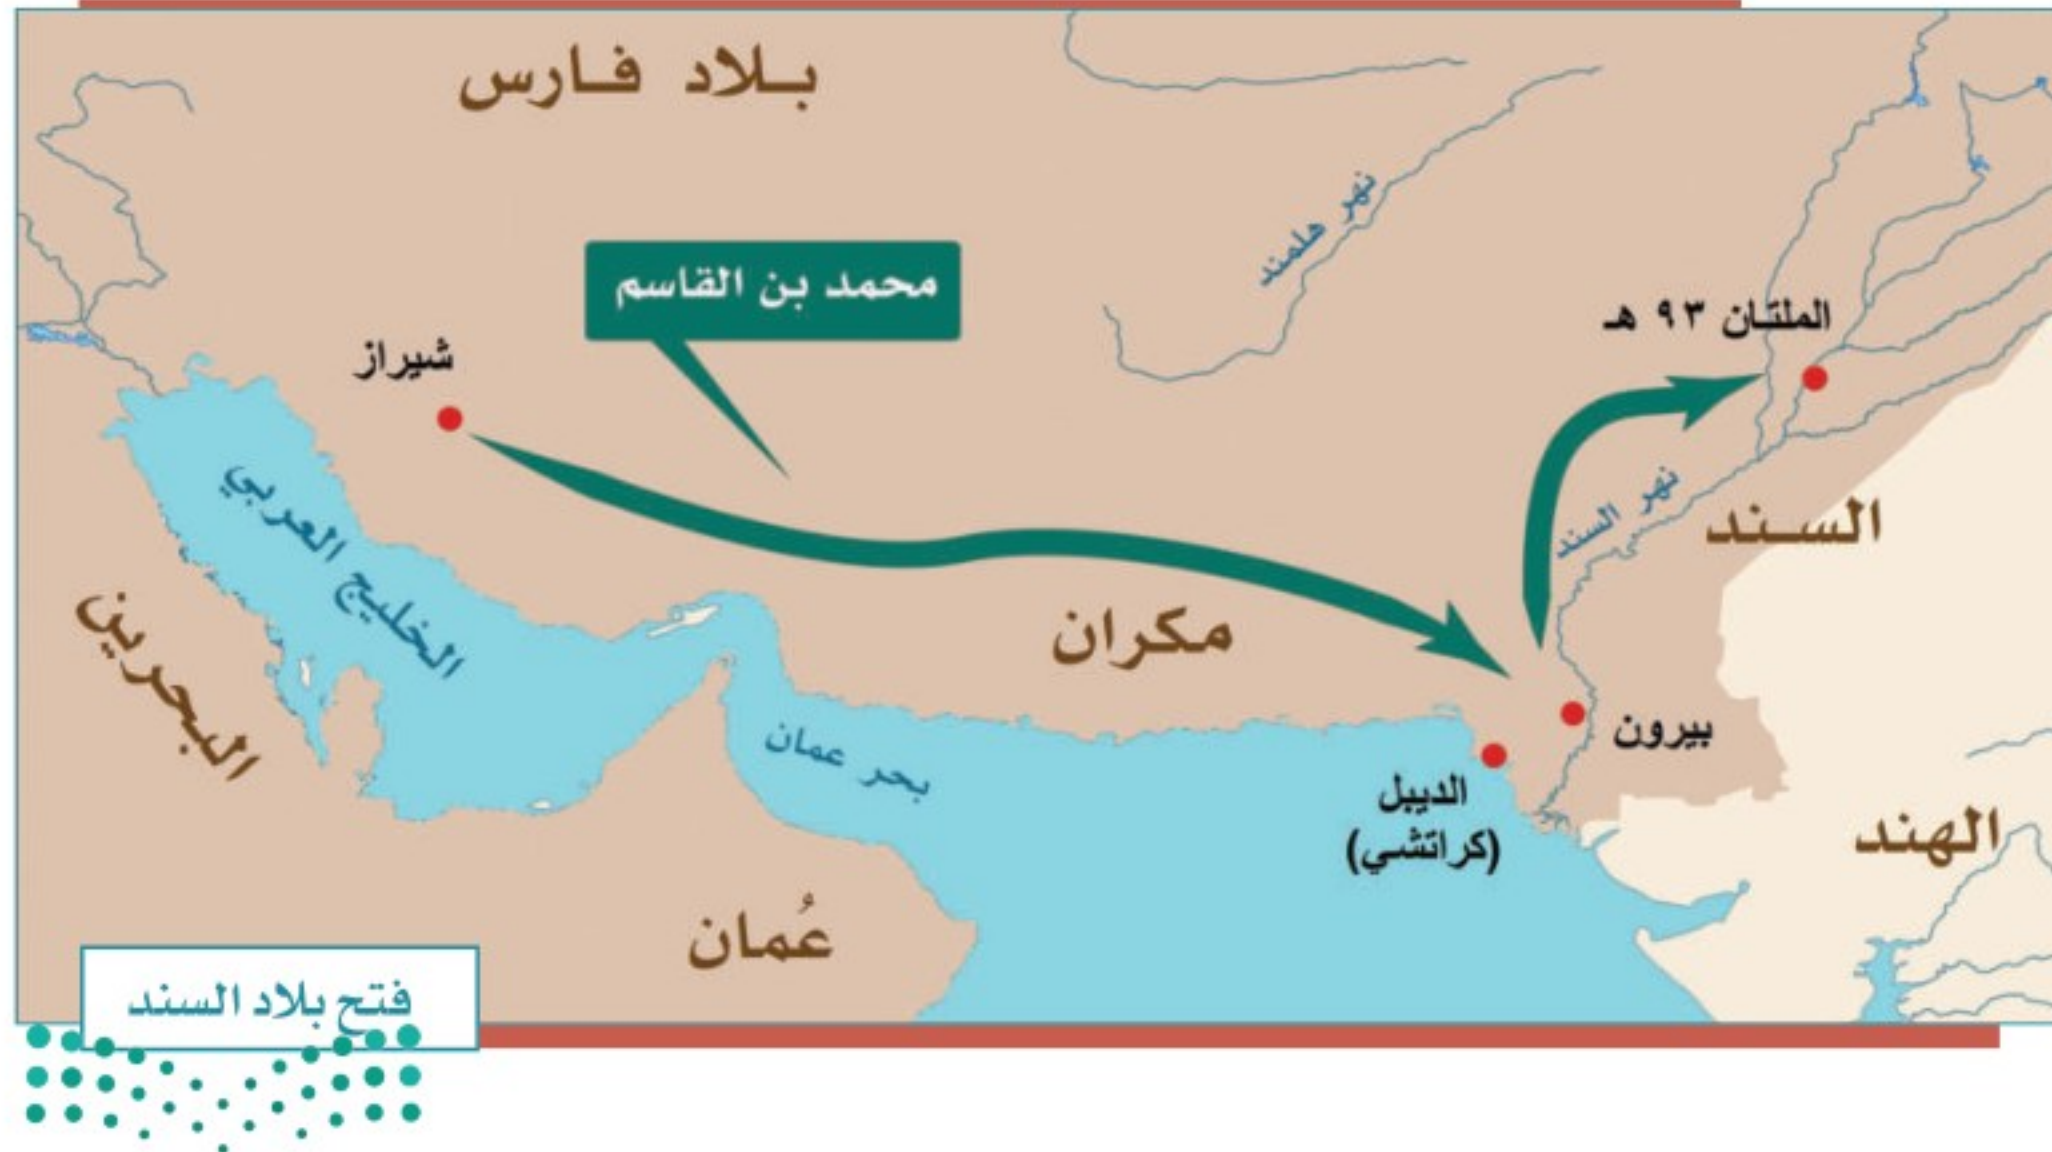 بلاد فارس
نهر هلمند
محمد بن القاسم
الملتان ٩٣ هـ
شيراز
نهر السند
السند
الخليج العربي
مكران
البحرين
بيرون
بحر عمان
الديبل
(كراتشي)
الهند
عُمان
فتح بلاد السند